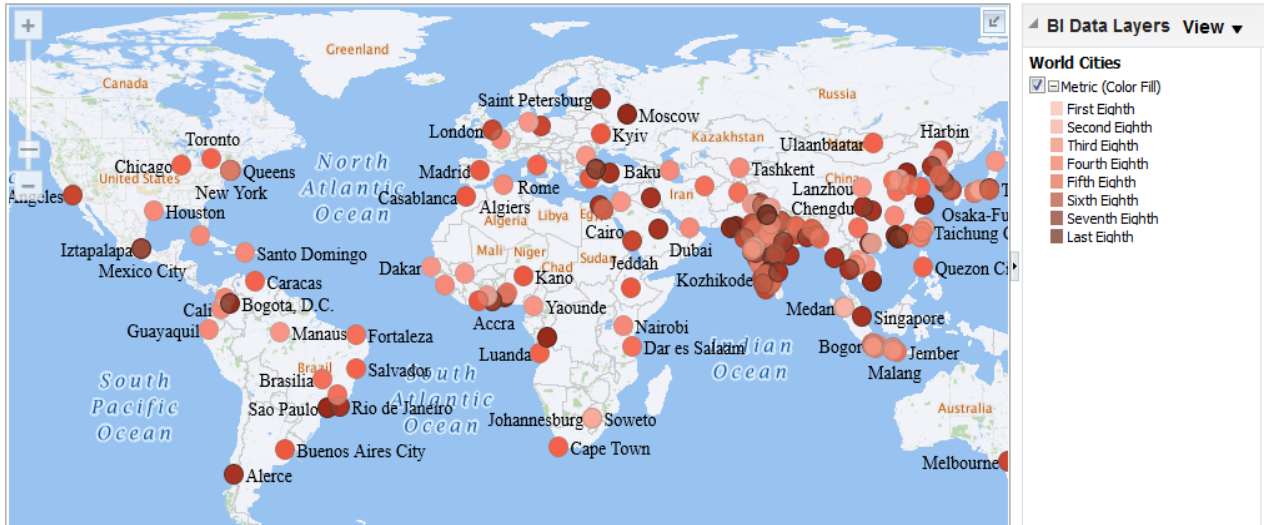 Greenland
Canada
Russia
Saint Petersburg
Moscow
London
Kyiv
Kazakhstan
Ulaanbaatar
Harbin
Toronto
Chicago
Queens
United States
New York
North
Atlantic
Ocean
Madrid
Rome
Baku
Tashkent
Lanzhou
China
Angeles
Casablanca
Algiers
Iran
Chengdu
Houston
Algeria
Libya
Osaka-Fu
Cairo
Taichung C
Iztapalapa
Mexico City
Santo Domingo
Dubai
Mali
Niger
Chad
Sudan
Jeddah
Dakar
Kano
Kozhikode
Quezon Ci
Caracas
Cali
Bogota, D.C.
Accra
Yaounde
Medan
Singapore
Guayaquil
Manaus
Fortaleza
Nairobi
Luanda
Dar es Salaam
Indian
Ocean
Bogor
Jember
Malang
Brazil
Salvador
Brasilia
South
Pacific
Ocean
South
Atlantic
Ocean
Sao Paulo
Rio de Janeiro
Johannesburg
Soweto
Australia
Buenos Aires City
Cape Town
Melbourne
Alerce
BI Data Layers View
World Cities
Metric (Color Fill)
First Eighth
Second Eighth
Third Eighth
Fourth Eighth
Fifth Eighth
Sixth Eighth
Seventh Eighth
Last Eighth